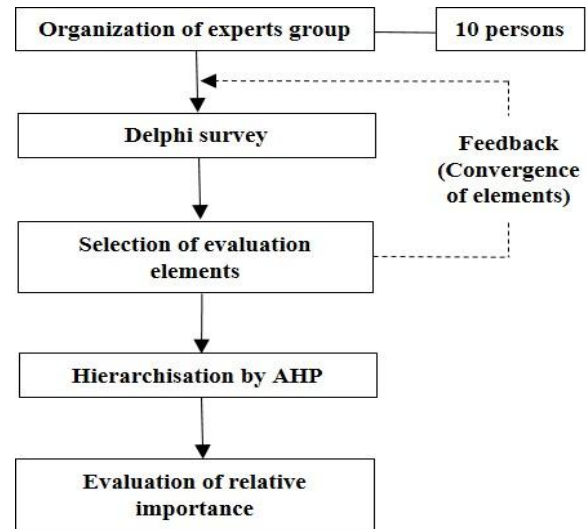 Organization of experts group
10 persons
Delphi survey
Feedback
(Convergence
of elements)
Selection of evaluation
elements
Hierarchisation by AHP
Evaluation of relative
importance